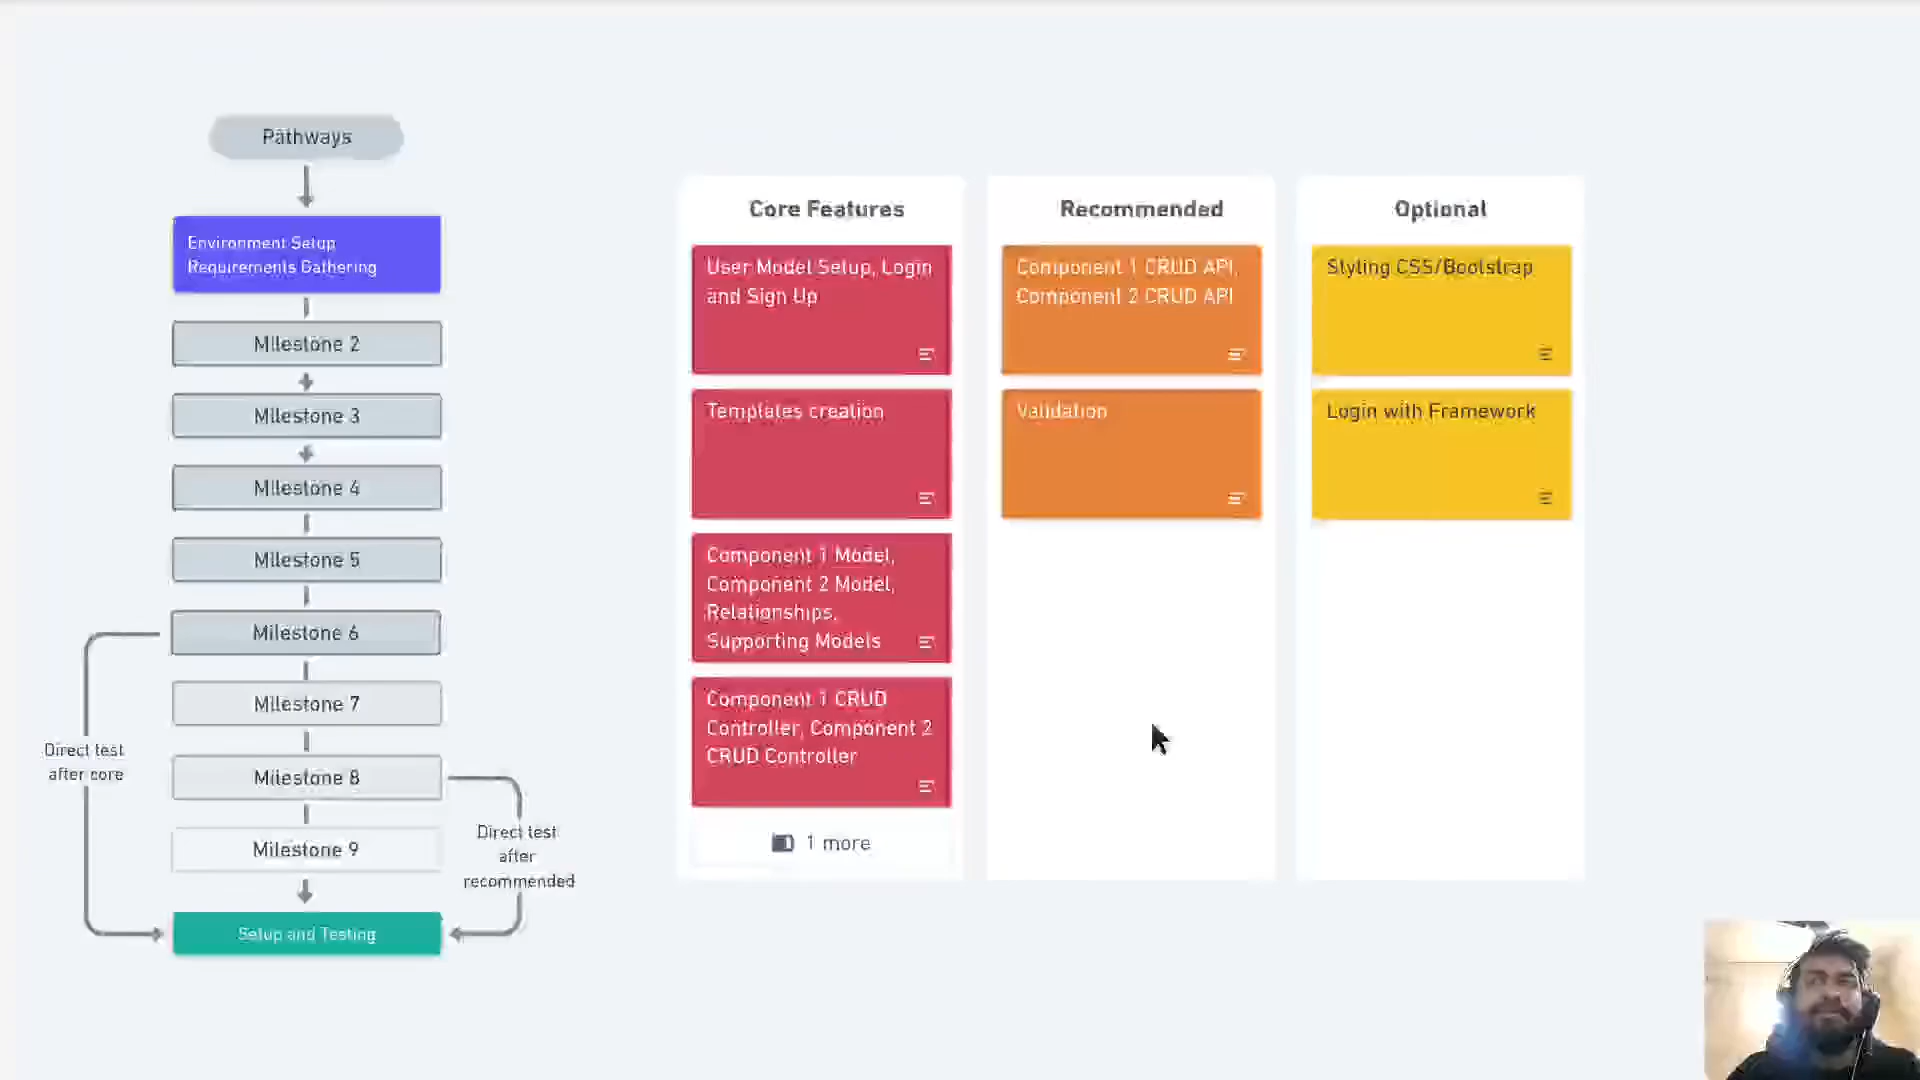 Pathways
Environment Setup
Requirements Gathering
Milestone 2
Milestone 3
Milestone 4
Milestone 5
Milestone 6
Milestone 7
Milestone 8
Milestone 9
Setup and Testing
Direct test
after core
Direct test
after
recommended
Core Features
User Model Setup, Login
and Sign Up
Templates creation
Component 1 Model,
Component 2 Model,
Relationships,
Supporting Models
Component 1 CRUD
Controller, Component 2
CRUD Controller
1 more
Recommended
Component 1 CRUD API,
Component 2 CRUD API
Validation
Optional
Styling CSS/Bootstrap
Login with Framework